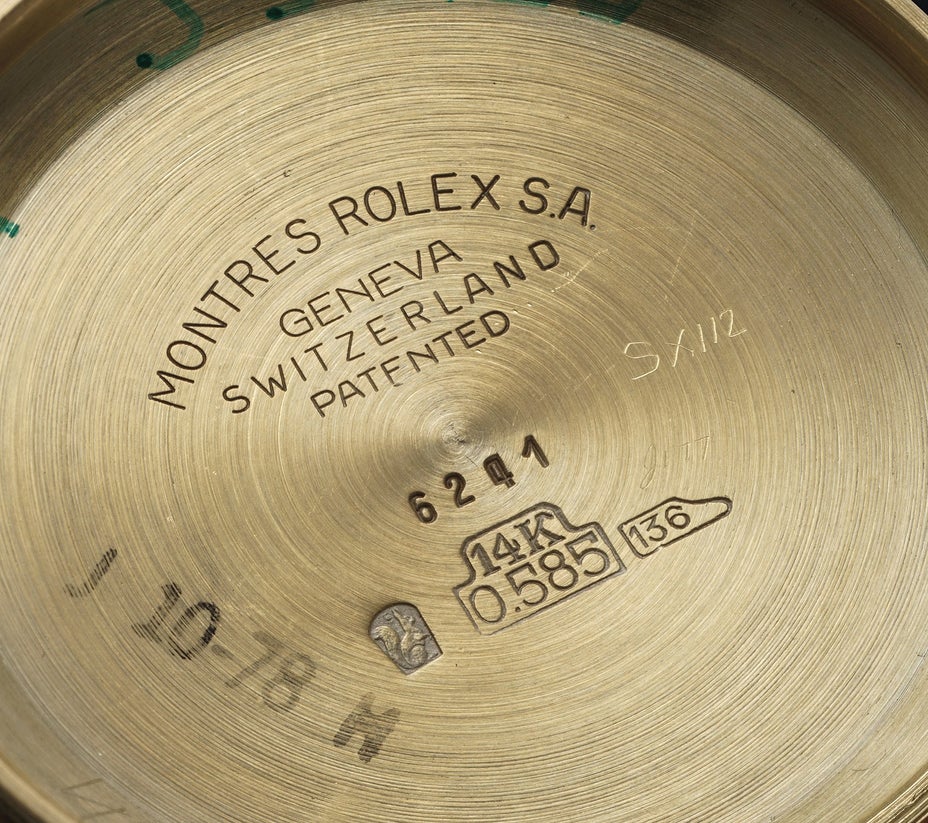 MONTRES ROLEX S.A.
GENEVA
SWITZERLAND
PATENTED
SX112
6241
14K
0.585
136
10-78 M